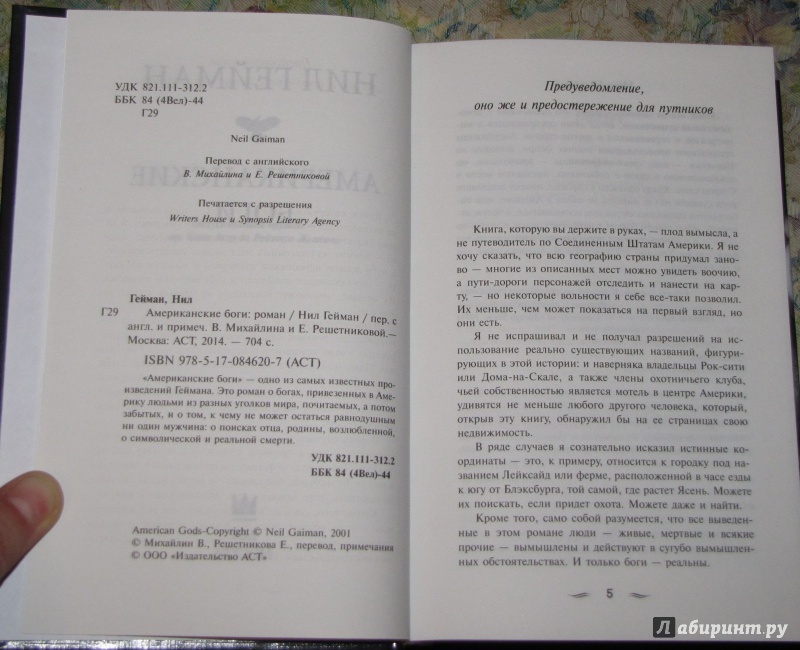 УДК 821.111-312.2
ББК 84 (4Вел)-44
Г29
Neil Gaiman
Перевод с английского
В. Михайлина и Е. Решетниковой
Печатается с разрешения
Writers House и Synopsis Literary Agency
Гейман, Нил
Г29 Американские боги: роман / Нил Гейман / пер. с
англ. и примеч. В. Михайлина и Е. Решетниковой.—
Москва: АСТ, 2014. — 704 с.
ISBN 978-5-17-084620-7 (АСТ)
«Американские боги» — одно из самых известных про-
изведений Геймана. Это роман о богах, привезенных в Аме-
рику людьми из разных уголков мира, почитаемых, а потом
забытых, и о том, к чему не может остаться равнодушным
ни один мужчина: о поисках отца, родины, возлюбленной,
о символической и реальной смерти.
УДК 821.111-312.2
ББК 84 (4Вел)-44
American Gods-Copyright © Neil Gaiman, 2001
© Михайлин В., Решетникова Е., перевод, примечания
© ООО «Издательство АСТ»
Предуведомление,
оно же и предостережение для путников
Книга, которую вы держите в руках, — плод вымысла, а
не путеводитель по Соединенным Штатам Америки. Я не
хочу сказать, что всю географию страны придумал зано-
во — многие из описанных мест можно увидеть воочию,
а пути-дороги персонажей отследить и нанести на кар-
ту, — но некоторые вольности я себе все-таки позволил.
Их меньше, чем может показаться на первый взгляд, но
они есть.
Я не испрашивал и не получал разрешений на ис-
пользование реально существующих названий, фигури-
рующих в этой истории: и наверняка владельцы Рок-сити
или Дома-на-Скале, а также члены охотничьего клуба,
чьей собственностью является мотель в центре Америки,
удивятся не меньше любого другого человека, который,
открыв эту книгу, обнаружил бы на ее страницах свою
недвижимость.
В ряде случаев я сознательно исказил истинные ко-
ординаты — это, к примеру, относится к городку под на-
званием Лейксайд или ферме, расположенной в часе езды
к югу от Блэксбурга, той самой, где растет Ясень. Можете
их поискать, если придет охота. Можете даже и найти.
Кроме того, само собой разумеется, что все выведен-
ные в этом романе люди — живые, мертвые и всякие
прочие — вымышлены и действуют в сугубо вымышлен-
ных обстоятельствах. И только боги — реальны.
5
Лабиринт.ру